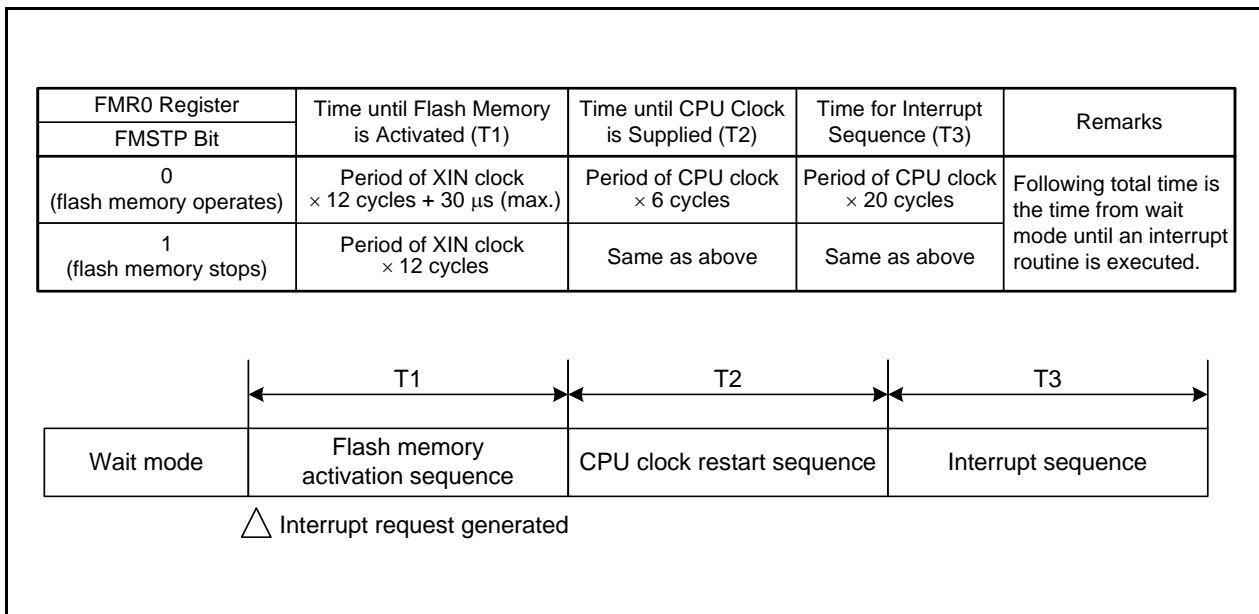 FMR0 Register
FMSTP Bit
Time until Flash Memory
is Activated (T1)
Time until CPU Clock
is Supplied (T2)
Time for Interrupt
Sequence (T3)
Remarks
0
(flash memory operates)
Period of XIN clock
× 12 cycles + 30 μs (max.)
Period of CPU clock
× 6 cycles
Period of CPU clock
× 20 cycles
Following total time is
the time from wait
mode until an interrupt
routine is executed.
1
(flash memory stops)
Period of XIN clock
× 12 cycles
Same as above
Same as above
T1
T2
T3
Wait mode
Flash memory
activation sequence
CPU clock restart sequence
Interrupt sequence
Interrupt request generated